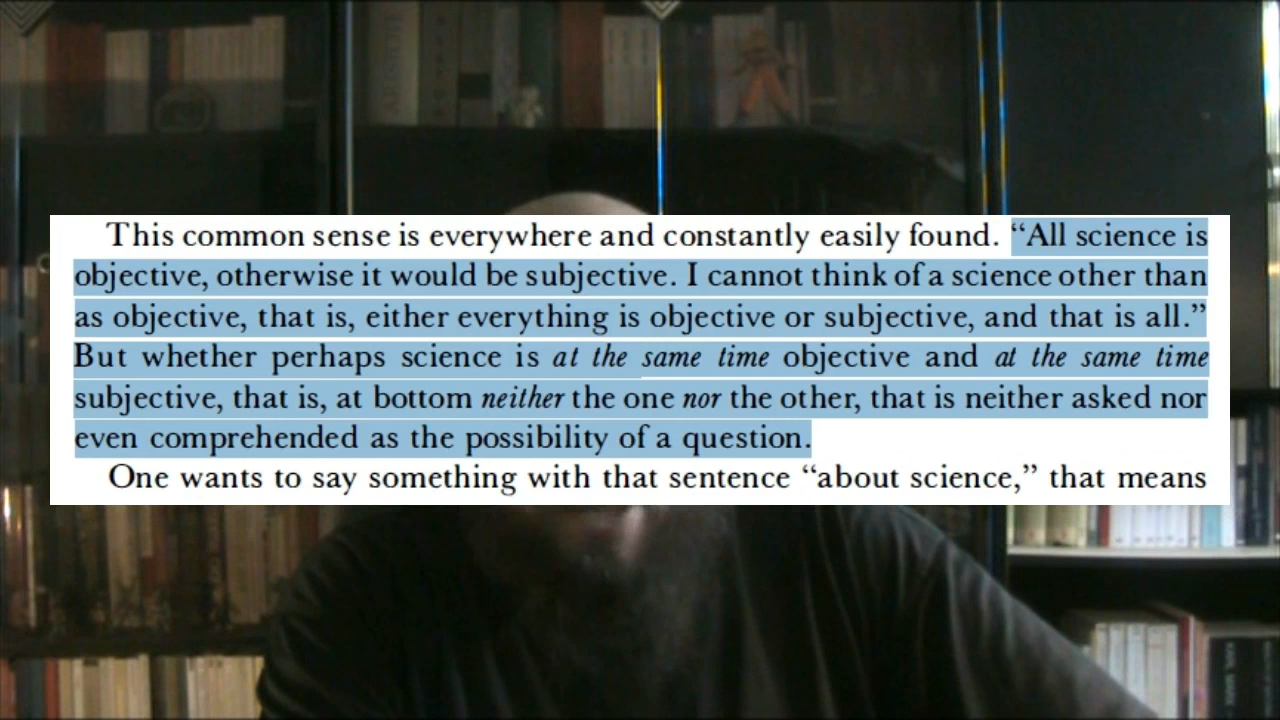 This common sense is everywhere and constantly easily found. “All science is
objective, otherwise it would be subjective. I cannot think of a science other than
as objective, that is, either everything is objective or subjective, and that is all.”
But whether perhaps science is at the same time objective and at the same time
subjective, that is, at bottom neither the one nor the other, that is neither asked nor
even comprehended as the possibility of a question.
One wants to say something with that sentence “about science,” that means